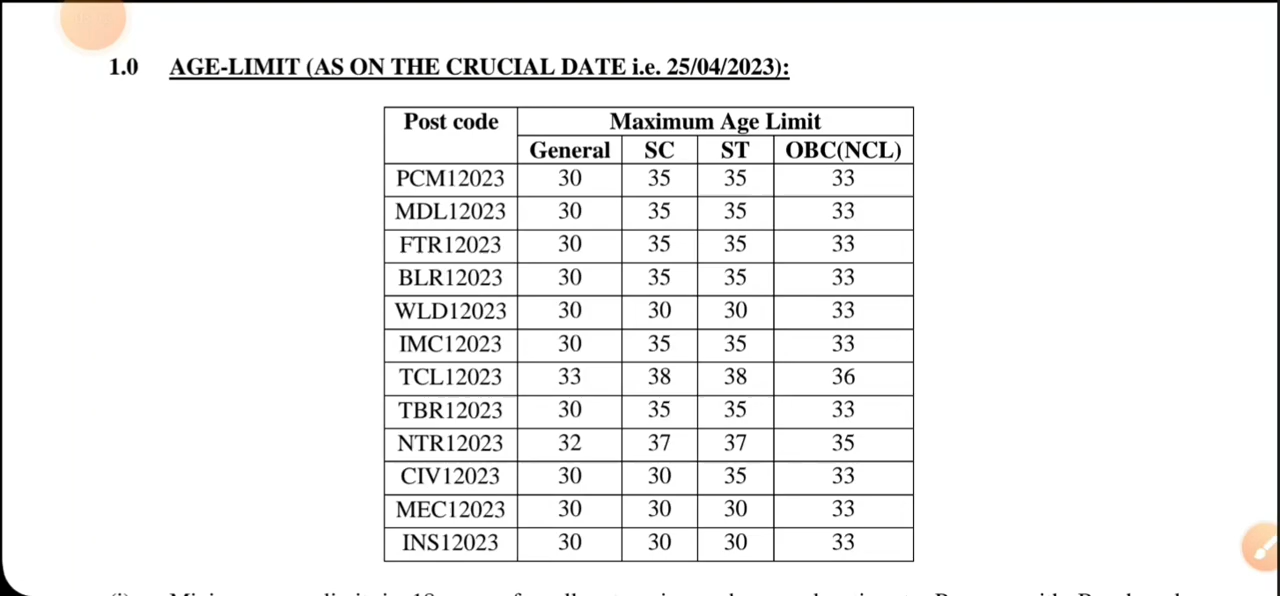 1.0 AGE-LIMIT (AS ON THE CRUCIAL DATE i.e. 25/04/2023):
Post code Maximum Age Limit
General SC ST OBC(NCL)
PCM12023 30 35 35 33
MDL12023 30 35 35 33
FTR12023 30 35 35 33
BLR12023 30 35 35 33
WLD12023 30 30 30 33
IMC12023 30 35 35 33
TCL12023 33 38 38 36
TBR12023 30 35 35 33
NTR12023 32 37 37 35
CIV12023 30 30 35 33
MEC12023 30 30 30 33
INS12023 30 30 30 33